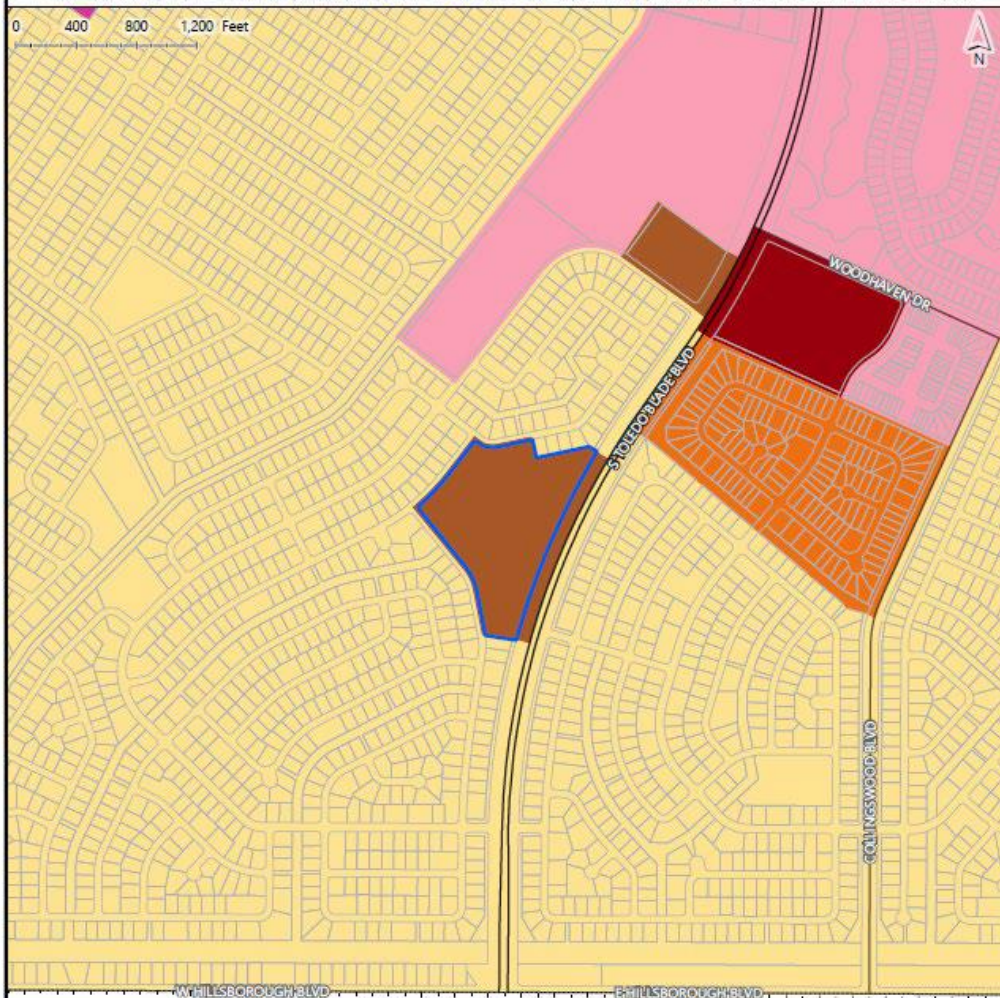 0 400 800 1,200 Feet
N
WOODHAVEN DR
S TOLEDO BLADE BLVD
COLLINGSWOOD BLVD
W HILLSBOROUGH BLVD
E HILLSBOROUGH BLVD